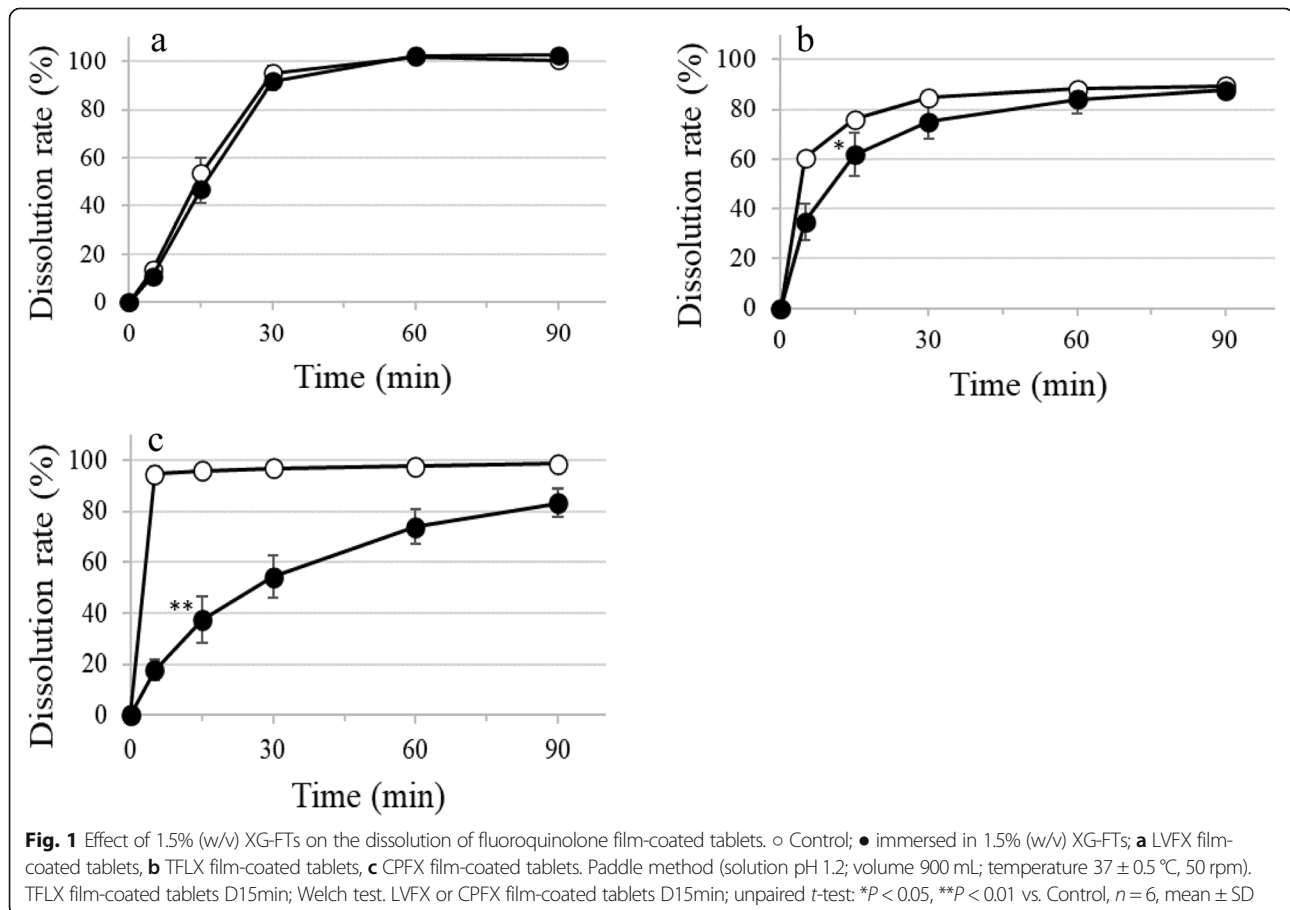 a
Dissolution rate (%)
100
80
60
40
20
0
0 30 60 90
Time (min)
b
Dissolution rate (%)
100
80
60
40
20
0
*
0 30 60 90
Time (min)
c
Dissolution rate (%)
100
80
60
40
20
0
**
0 30 60 90
Time (min)
Fig. 1 Effect of 1.5% (w/v) XG-FTs on the dissolution of fluoroquinolone film-coated tablets. ○ Control; ● immersed in 1.5% (w/v) XG-FTs; a LVFX film-
coated tablets, b TFLX film-coated tablets, c CPFX film-coated tablets. Paddle method (solution pH 1.2; volume 900 mL; temperature 37 ± 0.5 °C, 50 rpm).
TFLX film-coated tablets D15min; Welch test. LVFX or CPFX film-coated tablets D15min; unpaired t-test: *P < 0.05, **P < 0.01 vs. Control, n = 6, mean ± SD